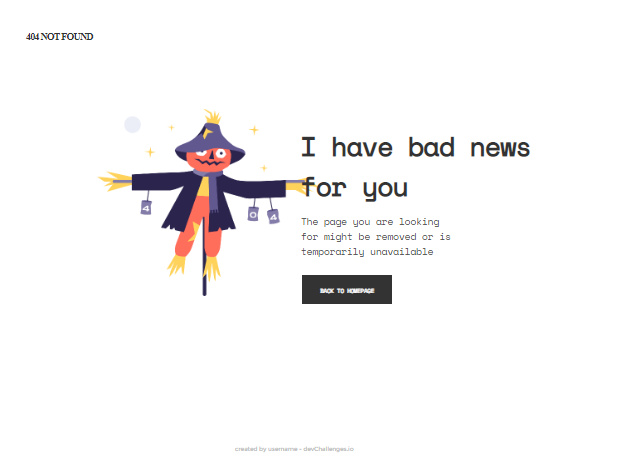 404 NOT FOUND
I have bad news
for you
4
0
4
The page you are looking
for might be removed or is
temporarily unavailable
BACK TO HOMEPAGE
created by username - devChallenges.io